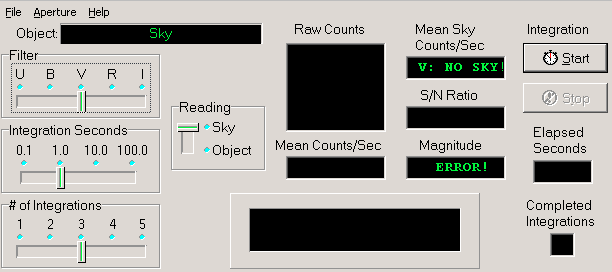 File Aperture Help
Object: Sky
Filter
U B V R I
Integration Seconds
0.1 1.0 10.0 100.0
# of Integrations
1 2 3 4 5
Reading
Sky
Object
Raw Counts
Mean Counts/Sec
Mean Sky
Counts/Sec
V: NO SKY!
S/N Ratio
Magnitude
ERROR!
Integration
Start
Stop
Elapsed
Seconds
Completed
Integrations